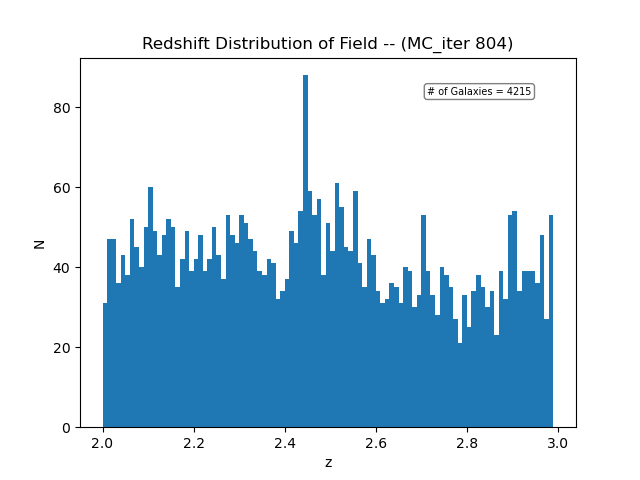 Redshift Distribution of Field -- (MC_iter 804)
# of Galaxies = 4215
80
60
40
20
0
N
2.0 2.2 2.4 2.6 2.8 3.0
z